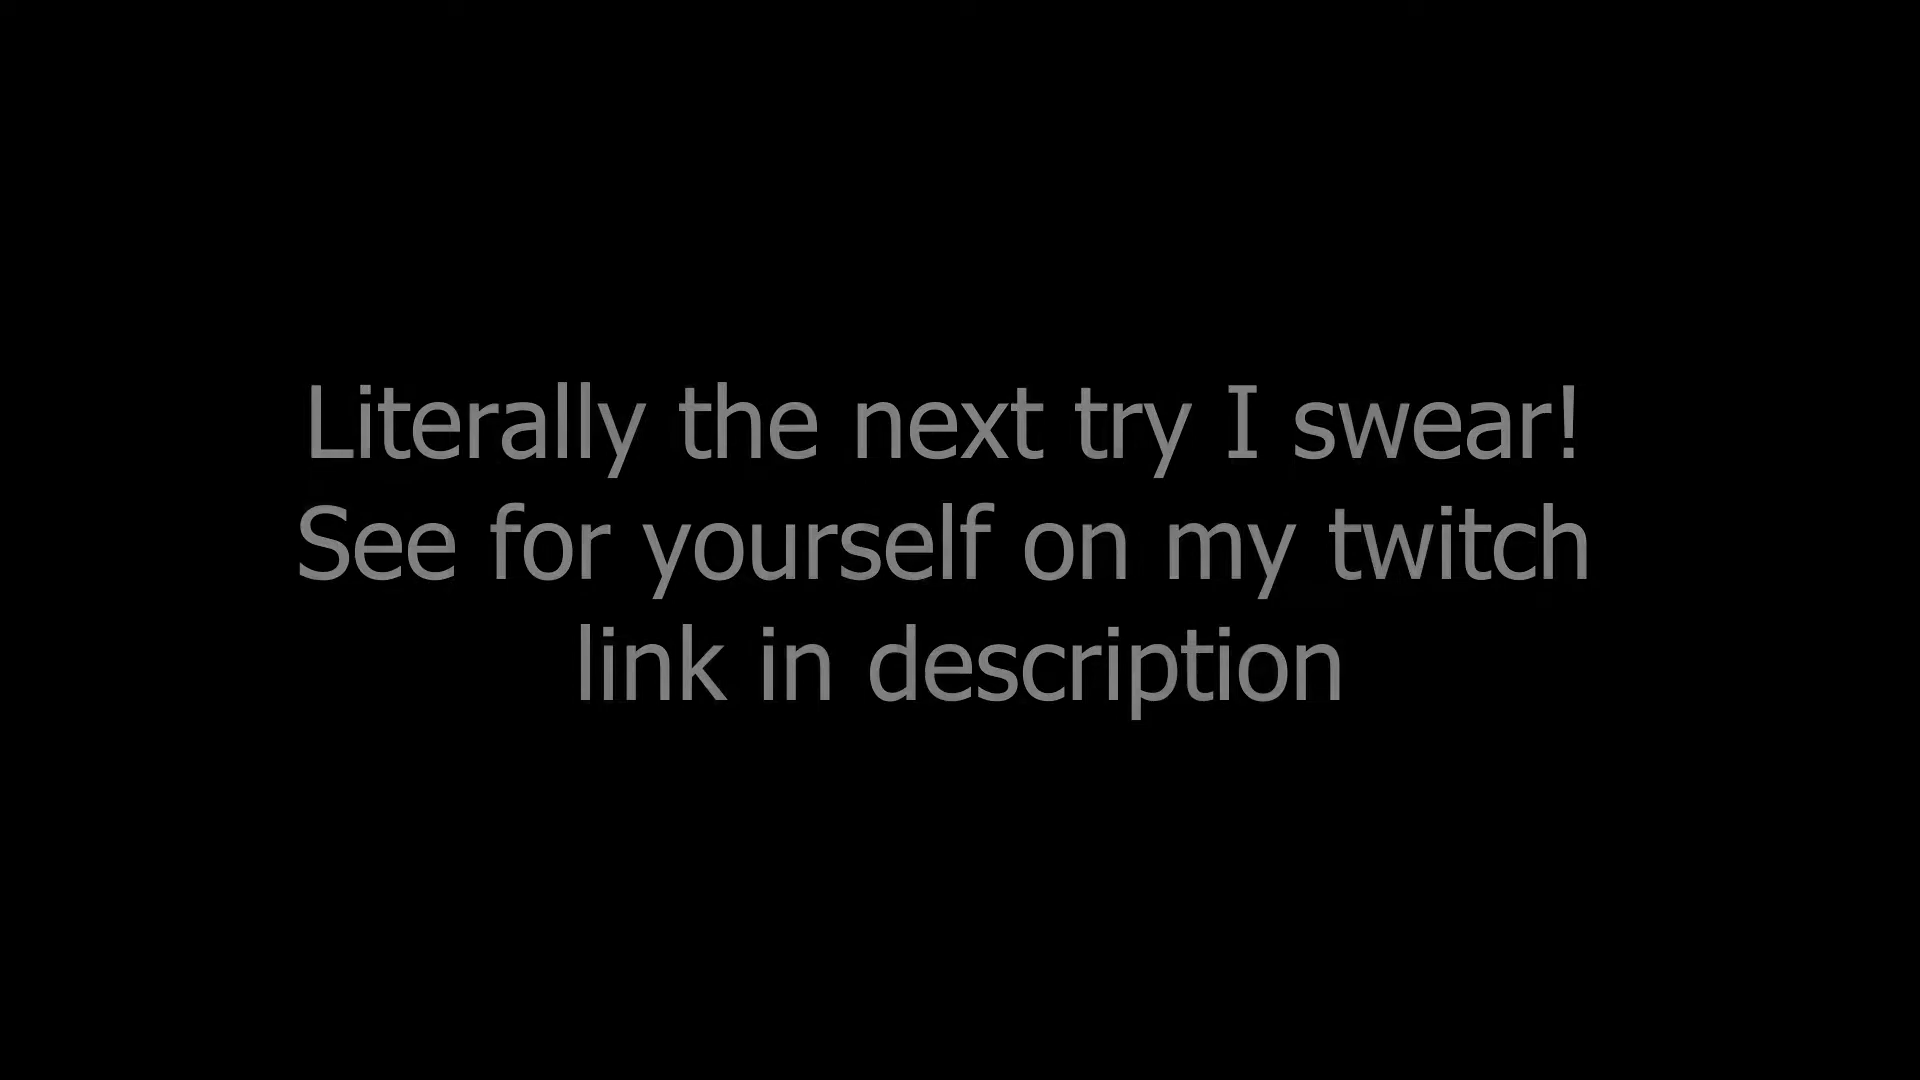 Literally the next try I swear!
See for yourself on my twitch
link in description